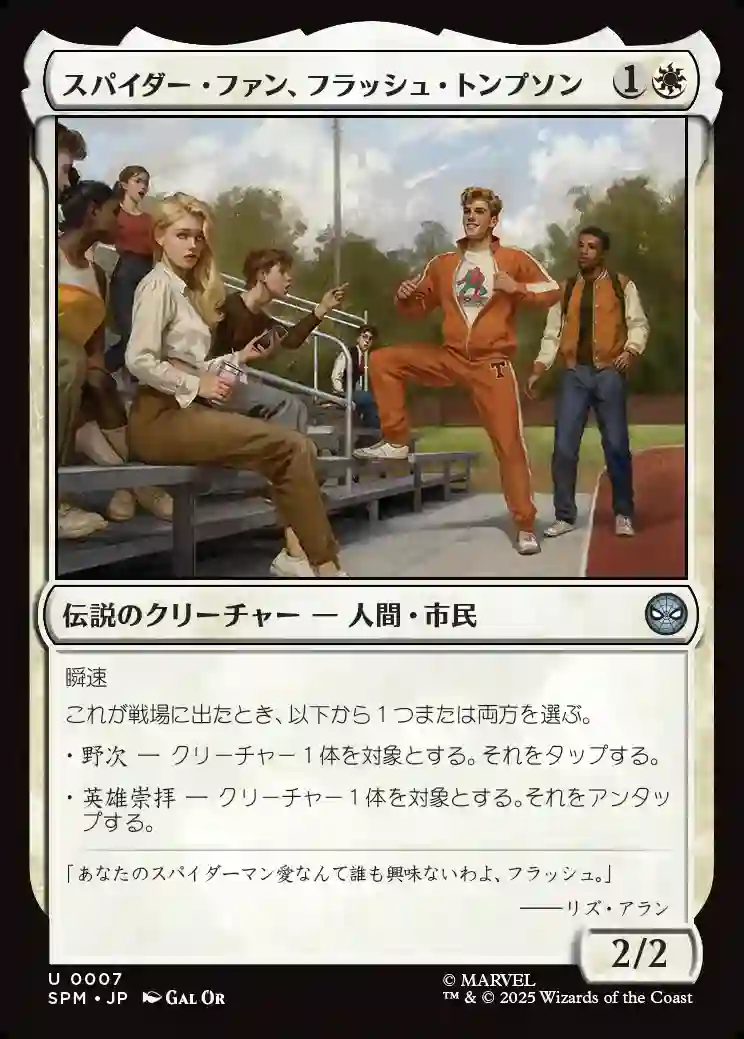 スパイダー・ファン、フラッシュ・トンプソン 1
T
伝説のクリーチャー ― 人間・市民
瞬速
これが戦場に出たとき、以下から1つまたは両方を選ぶ。
・野次 ― クリーチャー1体を対象とする。それをタップする。
・英雄崇拝 ― クリーチャー1体を対象とする。それをアンタッ
プする。
「あなたのスパイダーマン愛なんて誰も興味ないわよ、フラッシュ。」
――リズ・アラン
2/2
U 0007
SPM • JP GAL OR
© MARVEL
™ & © 2025 Wizards of the Coast